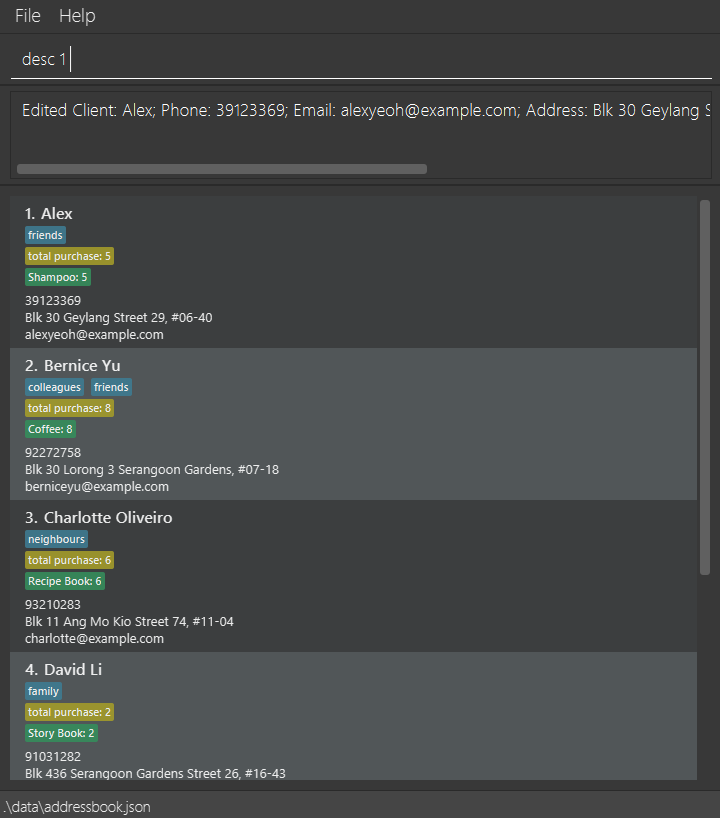 File Help
desc 1
Edited Client: Alex; Phone: 39123369; Email: alexyeoh@example.com; Address: Blk 30 Geylang S
1. Alex
friends
total purchase: 5
Shampoo: 5
39123369
Blk 30 Geylang Street 29, #06-40
alexyeoh@example.com
2. Bernice Yu
colleagues friends
total purchase: 8
Coffee: 8
92272758
Blk 30 Lorong 3 Serangoon Gardens, #07-18
berniceyu@example.com
3. Charlotte Oliveiro
neighbours
total purchase: 6
Recipe Book: 6
93210283
Blk 11 Ang Mo Kio Street 74, #11-04
charlotte@example.com
4. David Li
family
total purchase: 2
Story Book: 2
91031282
Blk 436 Serangoon Gardens Street 26, #16-43
.\data\addressbook.json